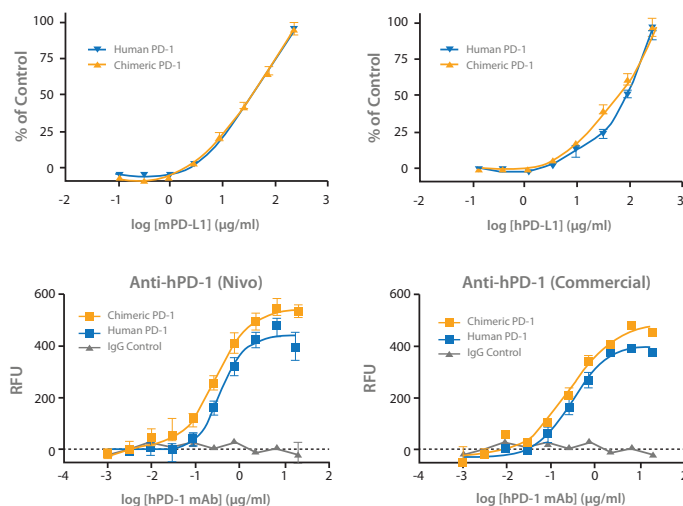 % of Control
100
75
50
25
0
Human PD-1
Chimeric PD-1
-2 -1 0 1 2 3
log [mPD-L1] (µg/ml)
% of Control
100
75
50
25
0
Human PD-1
Chimeric PD-1
-2 -1 0 1 2 3
log [hPD-L1] (µg/ml)
Anti-hPD-1 (Nivo)
RFU
600
400
200
0
Chimeric PD-1
Human PD-1
IgG Control
-3 -2 -1 0 1 2
log [hPD-1 mAb] (µg/ml)
Anti-hPD-1 (Commercial)
RFU
600
400
200
0
Chimeric PD-1
Human PD-1
IgG Control
-4 -3 -2 -1 0 1 2
log [hPD-1 mAb] (µg/ml)